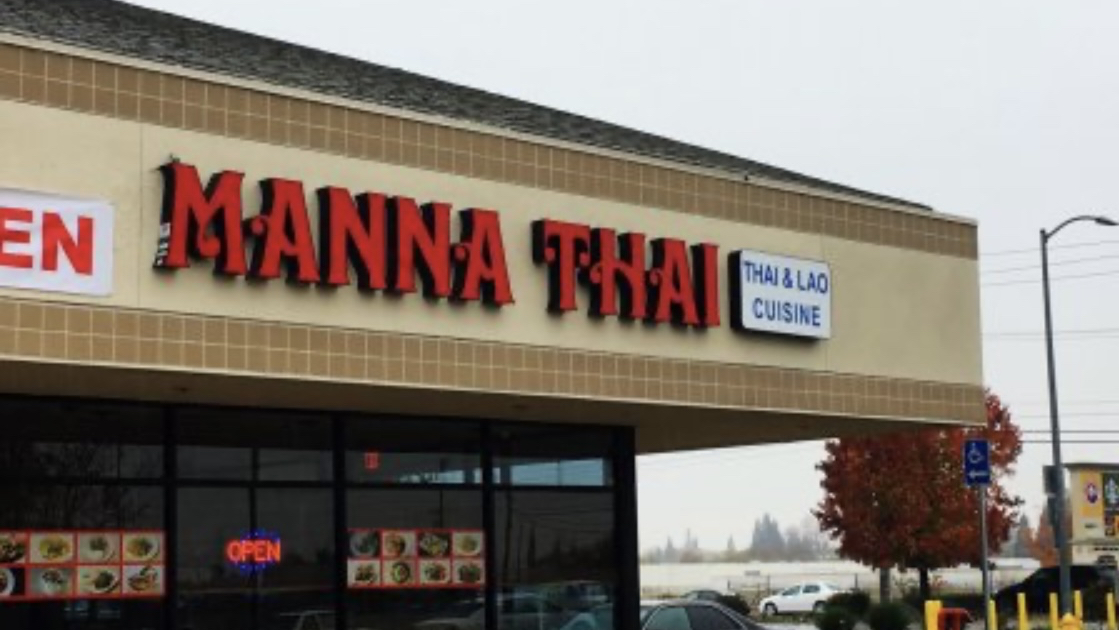 EN
MANNA THAI
THAI & LAO
CUISINE
OPEN